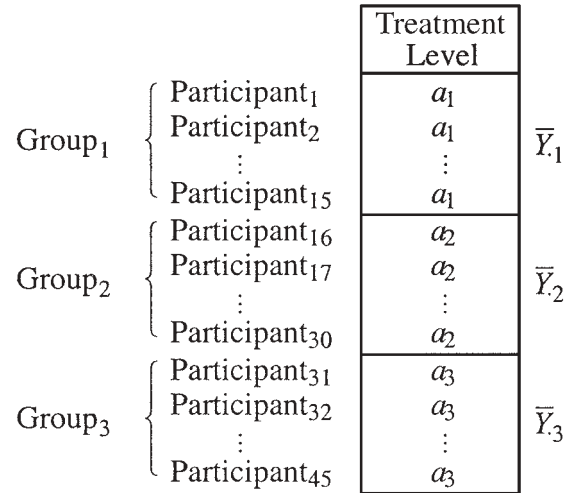 Treatment
Level
Participant₁ a₁
Participant₂ a₁
Group₁ ⋮ ⋮ Ȳ.₁
Participant₁₅ a₁
Participant₁₆ a₂
Participant₁₇ a₂
Group₂ ⋮ ⋮ Ȳ.₂
Participant₃₀ a₂
Participant₃₁ a₃
Participant₃₂ a₃
Group₃ ⋮ ⋮ Ȳ.₃
Participant₄₅ a₃